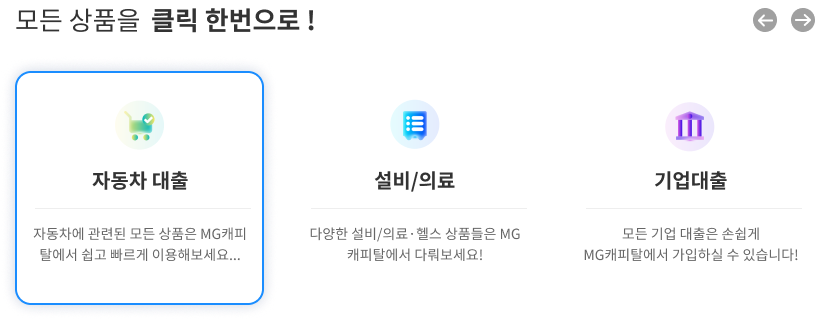 모든 상품을 클릭 한번으로 !
자동차 대출
자동차에 관련된 모든 상품은 MG캐피
탈에서 쉽고 빠르게 이용해보세요...
설비/의료
다양한 설비/의료·헬스 상품들은 MG
캐피탈에서 다뤄보세요!
기업대출
모든 기업 대출은 손쉽게
MG캐피탈에서 가입하실 수 있습니다!